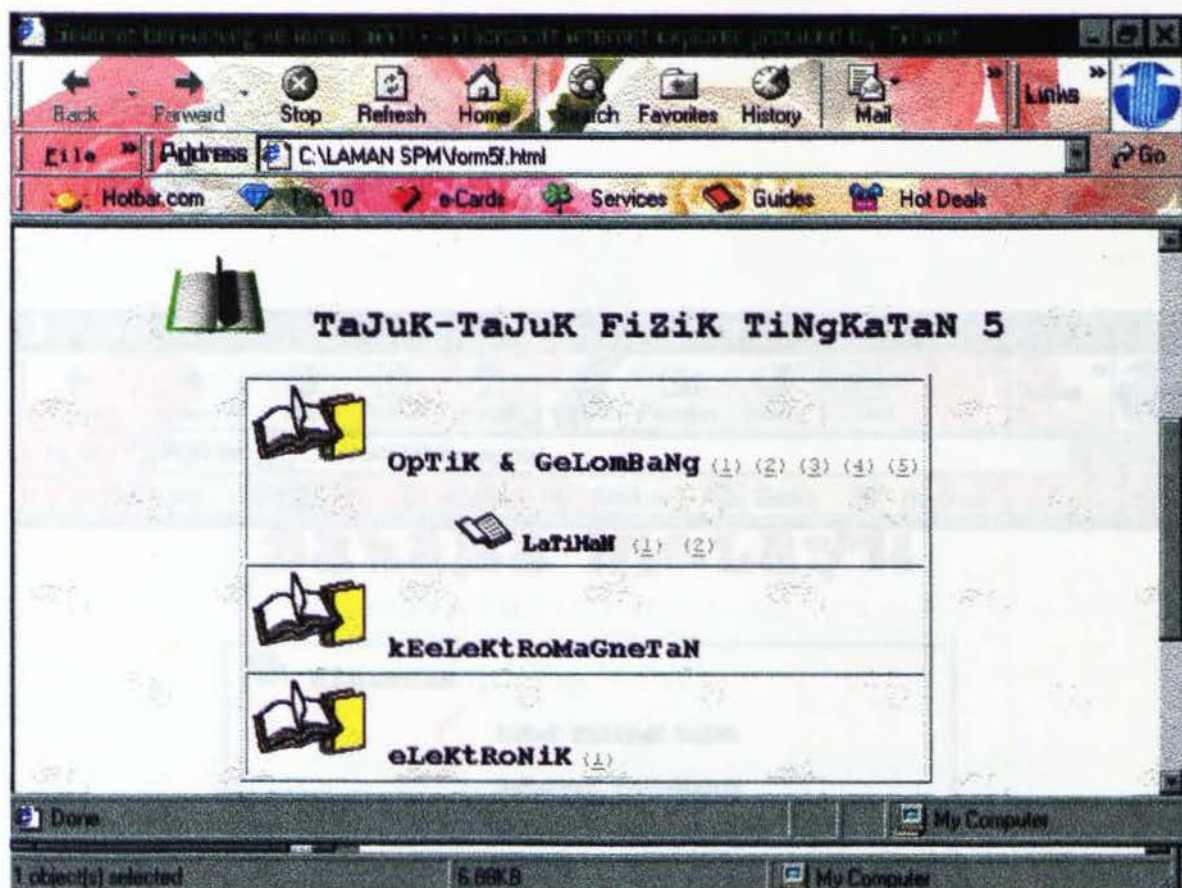 Back Forward Stop Refresh Home Search Favorites History Mail Links
File Address C:\LAMAN SPM\form5f.html Go
Hotbar.com Top 10 e-Cards Services Guides Hot Deals
TaJuK-TaJuK FiZiK TiNgKaTaN 5
OpTiK & GeLomBaNg (1) (2) (3) (4) (5)
LaTiHaN (1) (2)
kEeLeKtRoMaGneTaN
eLeKtRoNiK (1)
Done My Computer
1 object(s) selected 6.88KB My Computer